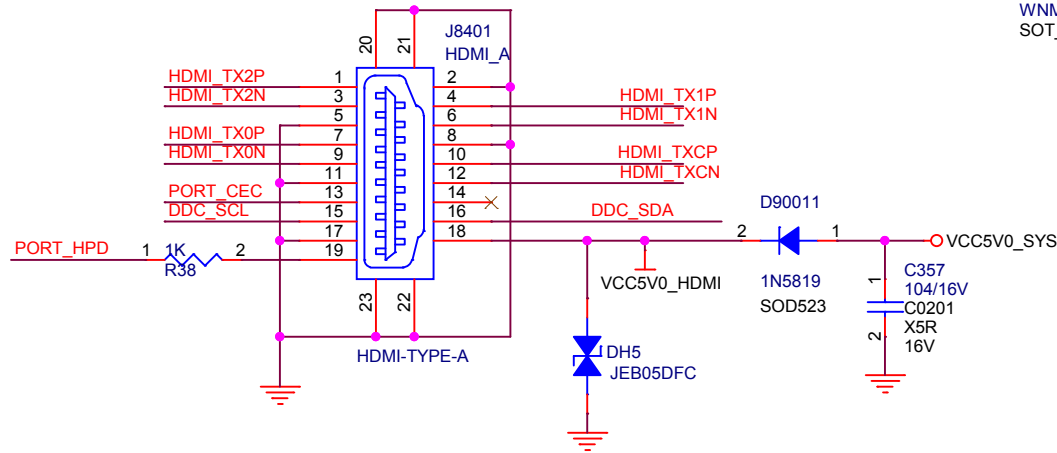 WNM
SOT_
J8401
HDMI_A
20
21
HDMI_TX2P
1
2
HDMI_TX2N
3
4
HDMI_TX1P
5
6
HDMI_TX1N
HDMI_TX0P
7
8
HDMI_TX0N
9
10
HDMI_TXCP
11
12
HDMI_TXCN
PORT_CEC
13
14
DDC_SCL
15
16
DDC_SDA
17
18
PORT_HPD
1
1K
2
19
R38
23
22
HDMI-TYPE-A
VCC5V0_HDMI
D90011
2
1
1N5819
SOD523
VCC5V0_SYS
1
C357
104/16V
C0201
X5R
16V
2
DH5
JEB05DFC